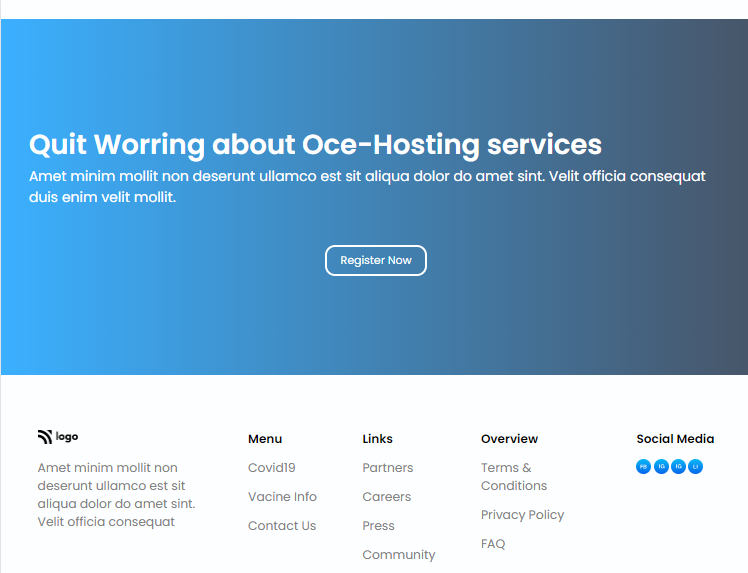 Quit Worring about Oce-Hosting services
Amet minim mollit non deserunt ullamco est sit aliqua dolor do amet sint. Velit officia consequat
duis enim velit mollit.
Register Now
logo
Amet minim mollit non
deserunt ullamco est sit
aliqua dolor do amet sint.
Velit officia consequat
Menu
Covid19
Vacine Info
Contact Us
Links
Partners
Careers
Press
Community
Overview
Terms &
Conditions
Privacy Policy
FAQ
Social Media
FB IG IG LI